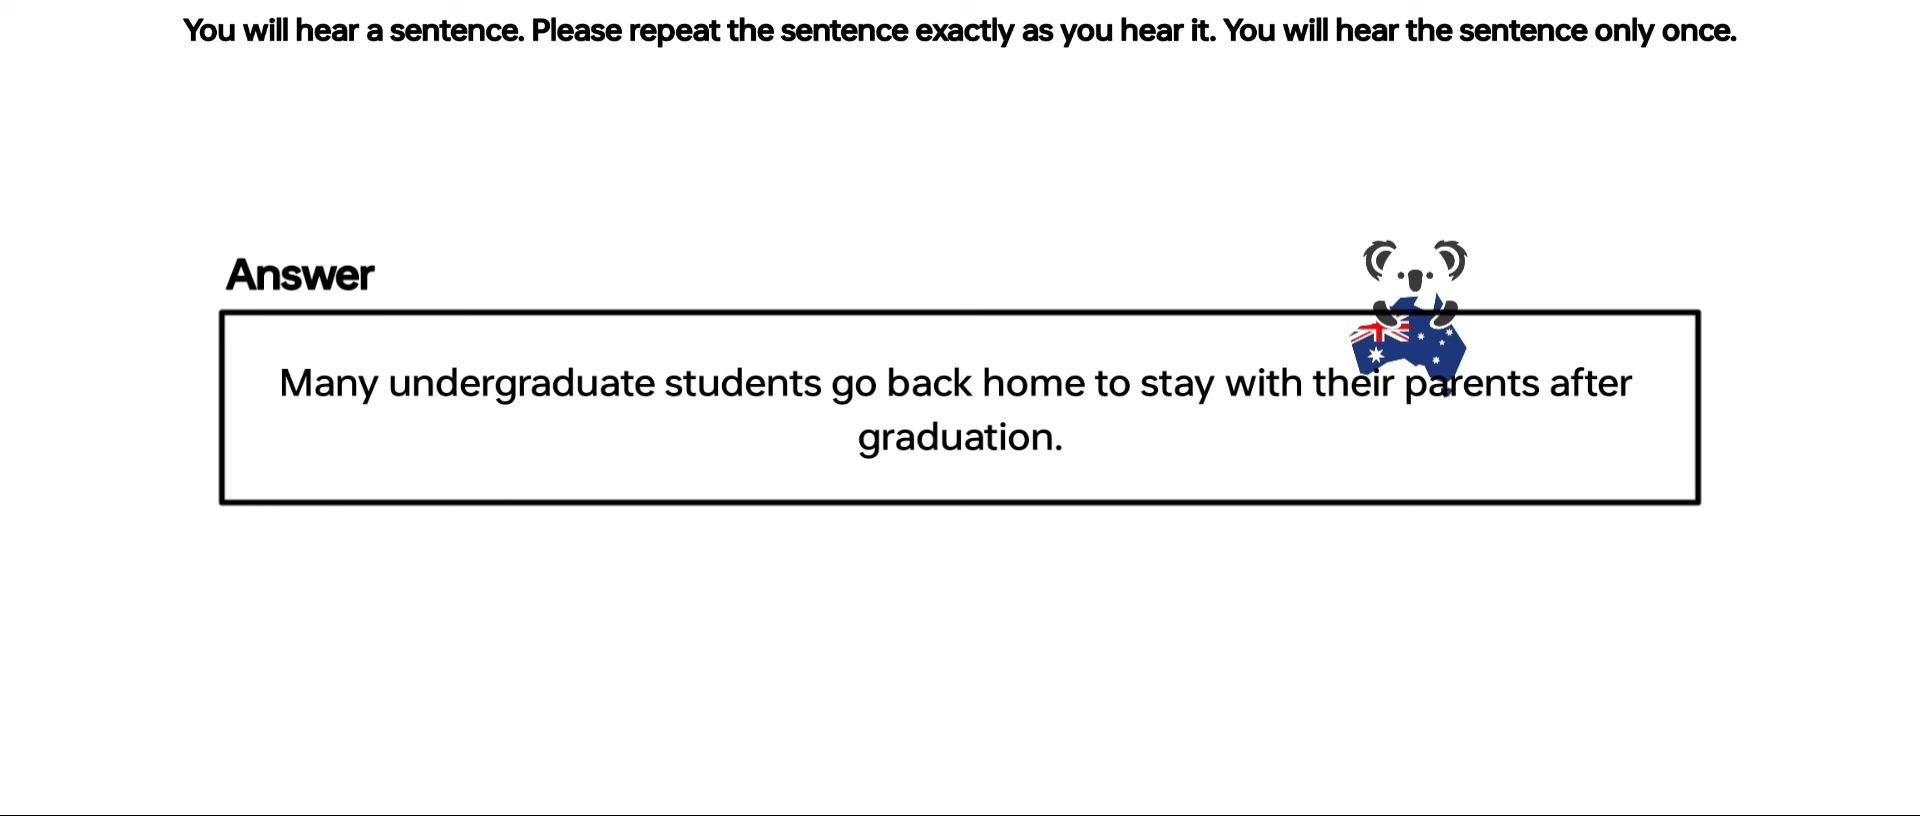 You will hear a sentence. Please repeat the sentence exactly as you hear it. You will hear the sentence only once.
Answer
Many undergraduate students go back home to stay with their parents after
graduation.